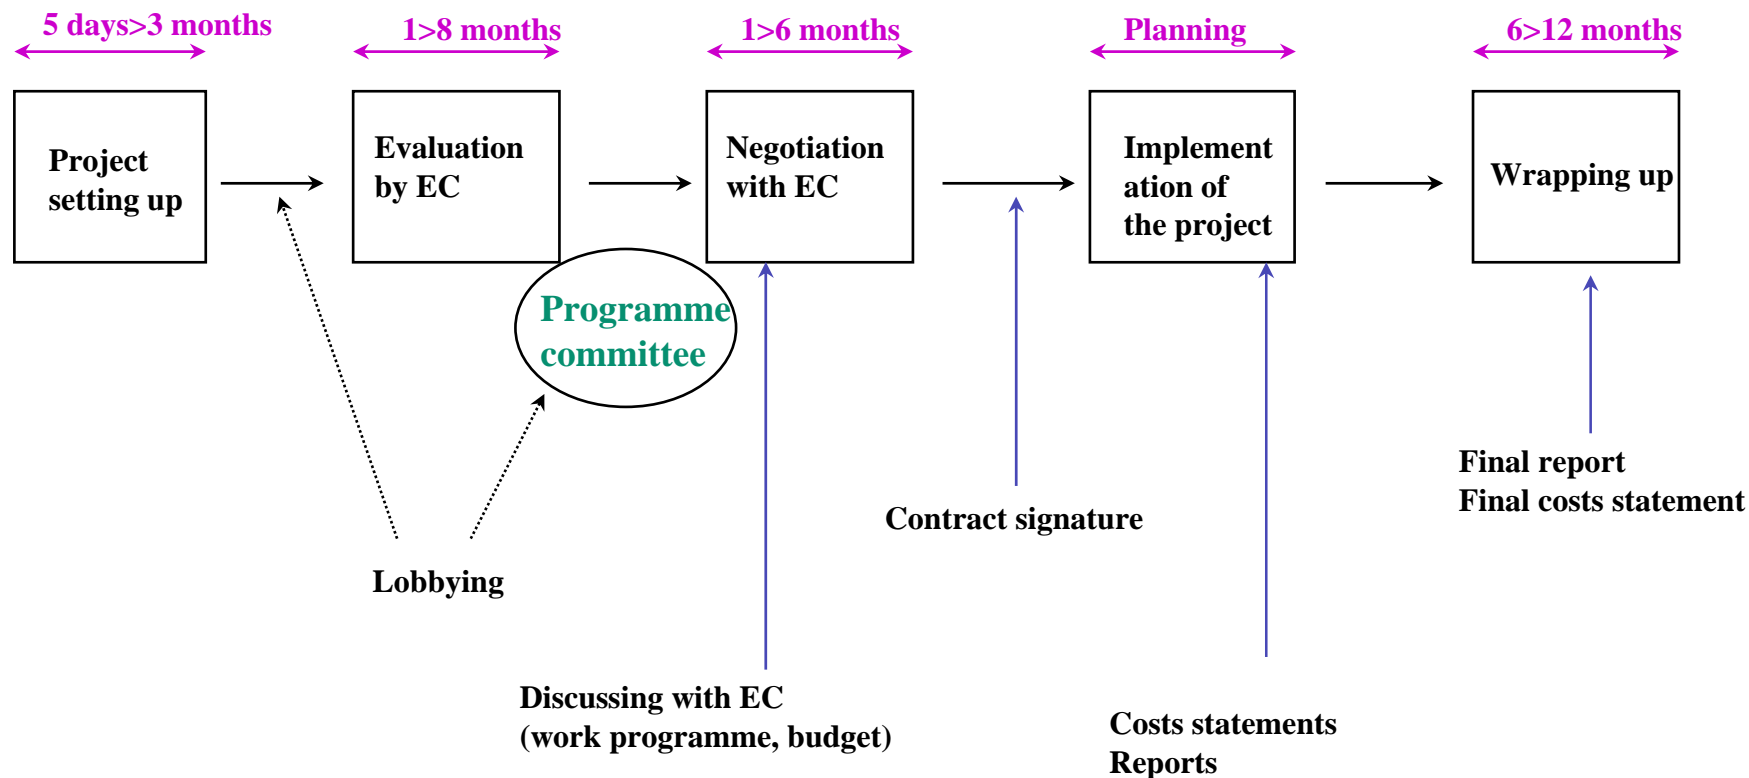 5 days>3 months
1>8 months
1>6 months
Planning
6>12 months
Project
setting up
Evaluation
by EC
Negotiation
with EC
Implement
ation of
the project
Wrapping up
Programme
committee
Lobbying
Discussing with EC
(work programme, budget)
Contract signature
Costs statements
Reports
Final report
Final costs statement